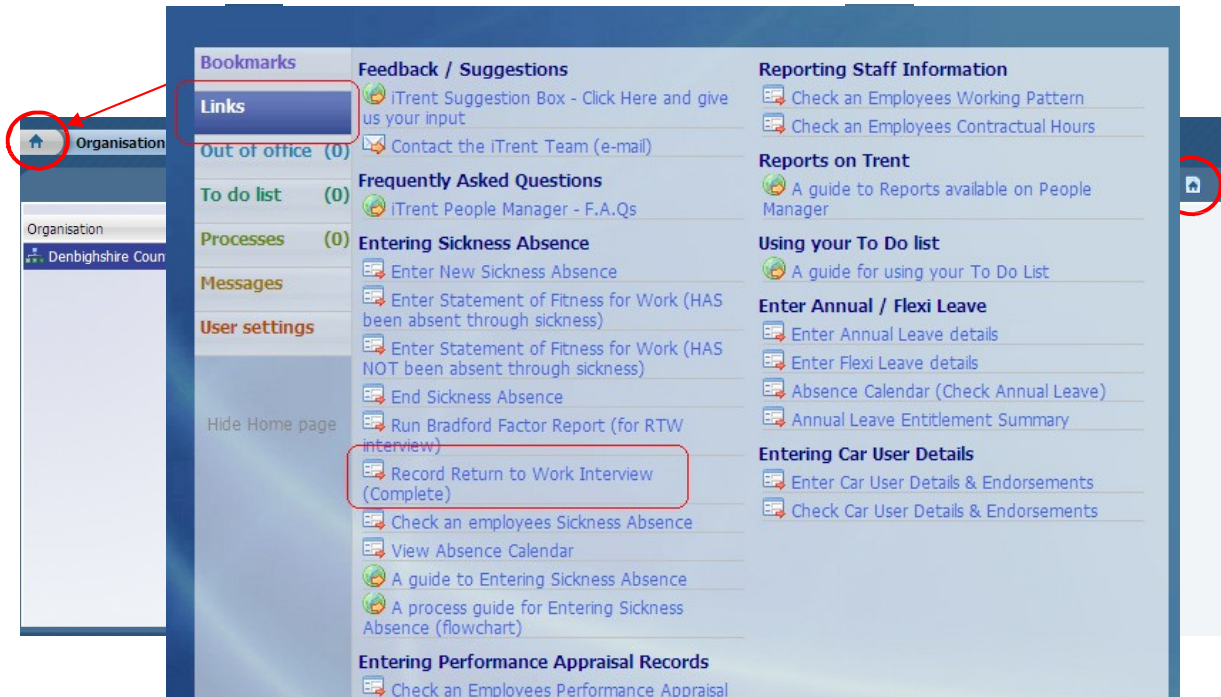 Organisation
Organisation
Denbighshire Coun
Bookmarks
Links
Out of office (0)
To do list (0)
Processes (0)
Messages
User settings
Hide Home page
Feedback / Suggestions
iTrent Suggestion Box - Click Here and give
us your input
Contact the iTrent Team (e-mail)
Frequently Asked Questions
iTrent People Manager - F.A.Qs
Entering Sickness Absence
Enter New Sickness Absence
Enter Statement of Fitness for Work (HAS
been absent through sickness)
Enter Statement of Fitness for Work (HAS
NOT been absent through sickness)
End Sickness Absence
Run Bradford Factor Report (for RTW
interview)
Record Return to Work Interview
(Complete)
Check an employees Sickness Absence
View Absence Calendar
A guide to Entering Sickness Absence
A process guide for Entering Sickness
Absence (flowchart)
Entering Performance Appraisal Records
Check an Employees Performance Appraisal
Reporting Staff Information
Check an Employees Working Pattern
Check an Employees Contractual Hours
Reports on Trent
A guide to Reports available on People
Manager
Using your To Do list
A guide for using your To Do List
Enter Annual / Flexi Leave
Enter Annual Leave details
Enter Flexi Leave details
Absence Calendar (Check Annual Leave)
Annual Leave Entitlement Summary
Entering Car User Details
Enter Car User Details & Endorsements
Check Car User Details & Endorsements